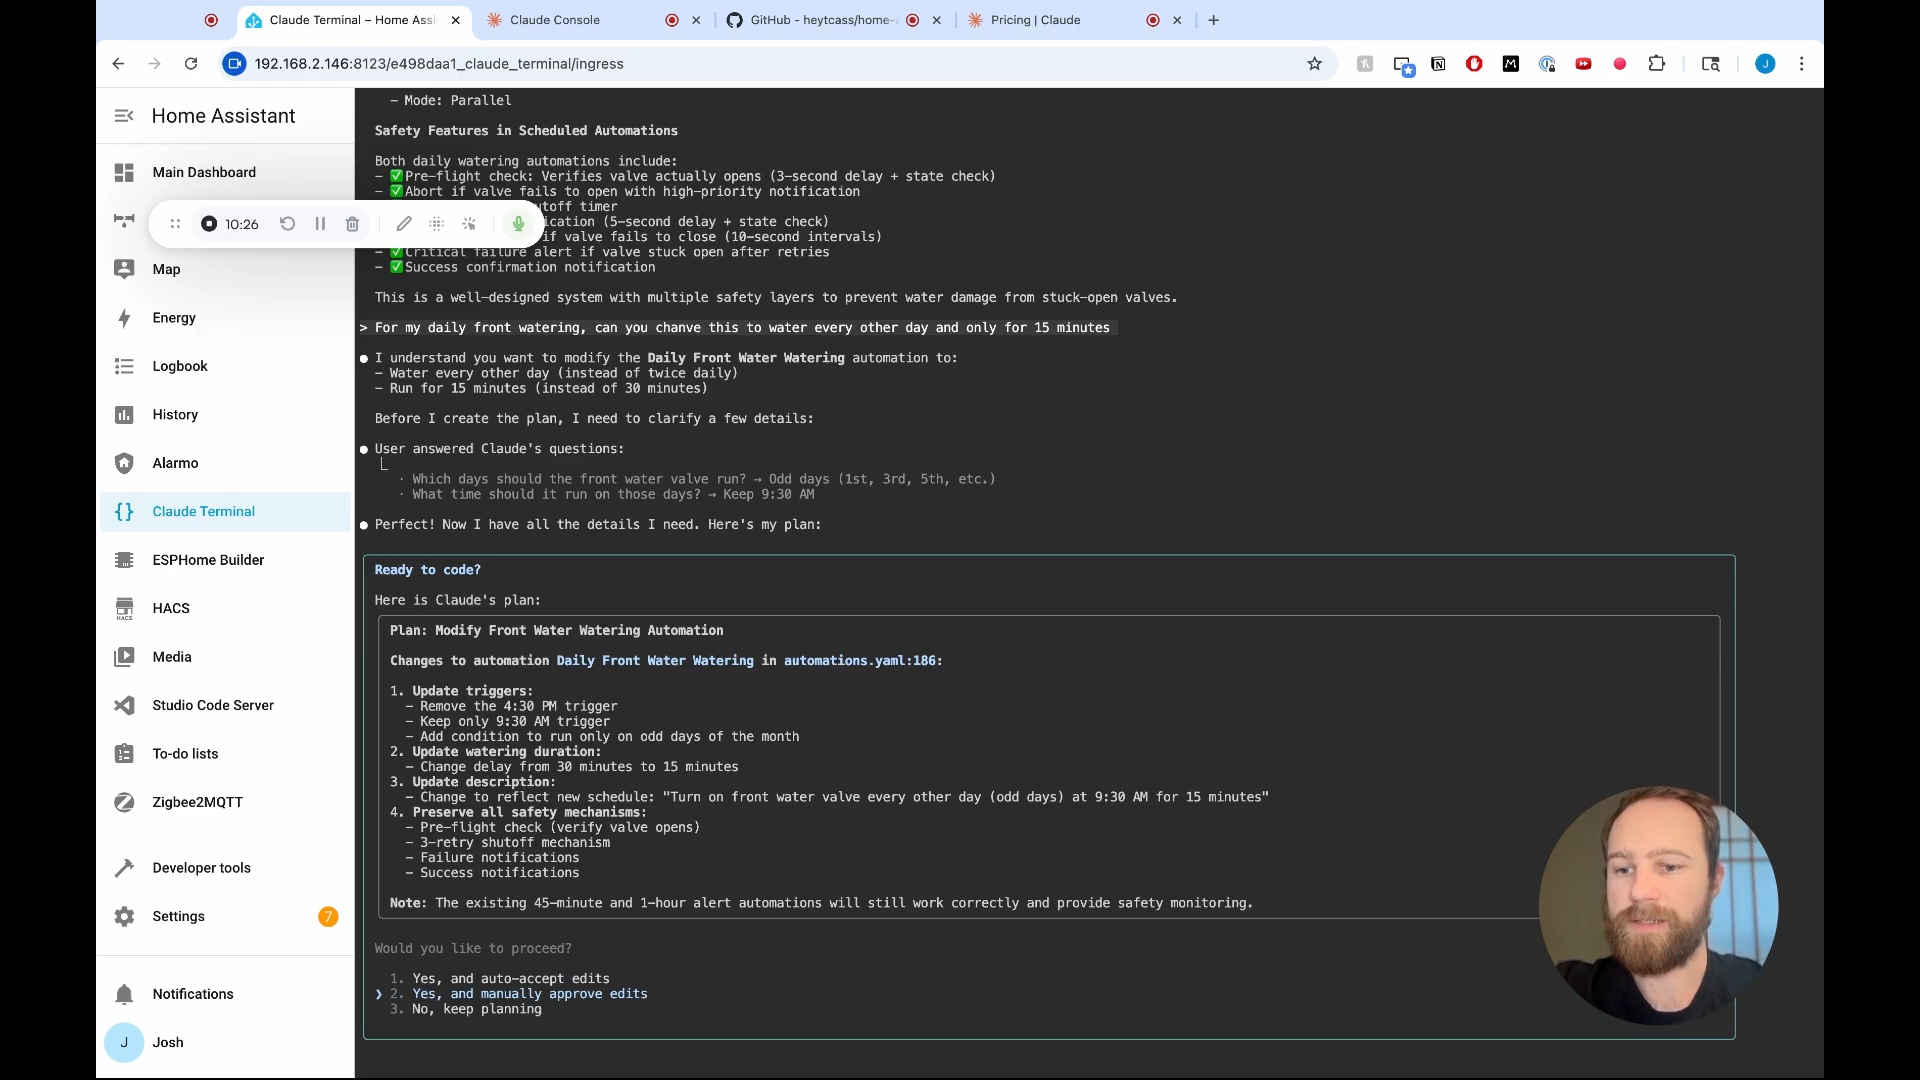 Claude Terminal – Home Assi
Claude Console
GitHub - heytcass/home-
Pricing | Claude
192.168.2.146:8123/e498daa1_claude_terminal/ingress
J
Home Assistant
Main Dashboard
10:26
Map
Energy
Logbook
History
Alarmo
Claude Terminal
ESPHome Builder
HACS
HACS
Media
Studio Code Server
To-do lists
Zigbee2MQTT
Developer tools
Settings
7
Notifications
J
Josh
– Mode: Parallel
Safety Features in Scheduled Automations
Both daily watering automations include:
– ✅Pre–flight check: Verifies valve actually opens (3–second delay + state check)
– ✅Abort if valve fails to open with high–priority notification
utoff timer
ication (5–second delay + state check)
if valve fails to close (10–second intervals)
– ✅Critical failure alert if valve stuck open after retries
– ✅Success confirmation notification
This is a well–designed system with multiple safety layers to prevent water damage from stuck–open valves.
> For my daily front watering, can you chanve this to water every other day and only for 15 minutes
● I understand you want to modify the Daily Front Water Watering automation to:
– Water every other day (instead of twice daily)
– Run for 15 minutes (instead of 30 minutes)
Before I create the plan, I need to clarify a few details:
● User answered Claude's questions:
· Which days should the front water valve run? → Odd days (1st, 3rd, 5th, etc.)
· What time should it run on those days? → Keep 9:30 AM
● Perfect! Now I have all the details I need. Here's my plan:
Ready to code?
Here is Claude's plan:
Plan: Modify Front Water Watering Automation
Changes to automation Daily Front Water Watering in automations.yaml:186:
1. Update triggers:
– Remove the 4:30 PM trigger
– Keep only 9:30 AM trigger
– Add condition to run only on odd days of the month
2. Update watering duration:
– Change delay from 30 minutes to 15 minutes
3. Update description:
– Change to reflect new schedule: "Turn on front water valve every other day (odd days) at 9:30 AM for 15 minutes"
4. Preserve all safety mechanisms:
– Pre–flight check (verify valve opens)
– 3–retry shutoff mechanism
– Failure notifications
– Success notifications
Note: The existing 45–minute and 1–hour alert automations will still work correctly and provide safety monitoring.
Would you like to proceed?
1. Yes, and auto–accept edits
❯ 2. Yes, and manually approve edits
3. No, keep planning